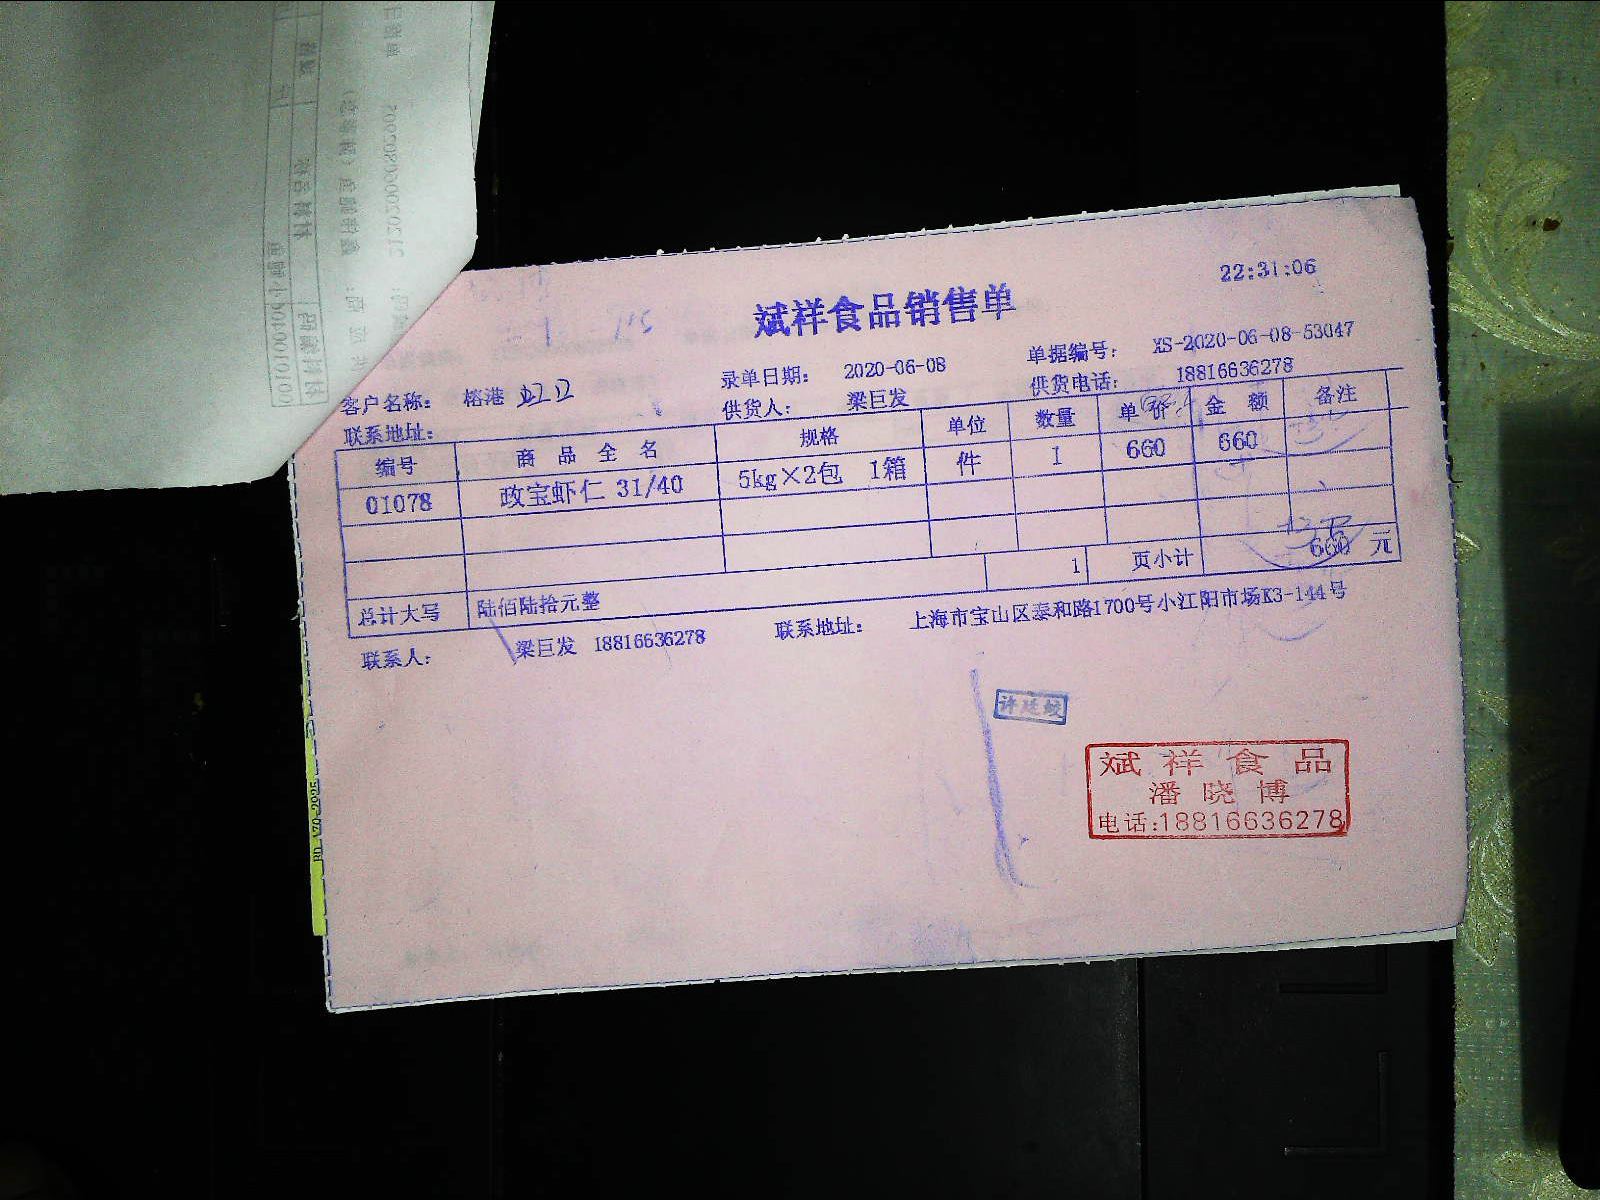 22:31:06
斌祥食品销售单
录单日期： 2020-06-08 单据编号： XS-2020-06-08-53047
客户名称： 榕港 虹口 供货人： 梁巨发 供货电话： 18816636278
联系地址：
编号 商品全名 规格 单位 数量 单价 金额 备注
01078 政宝虾仁 31/40 5kg×2包 1箱 件 1 660 660
1 页小计 660 元
总计大写 陆佰陆拾元整
联系人： 梁巨发 18816636278 联系地址： 上海市宝山区泰和路1700号小江阳市场K3-144号
许廷蛟
斌祥食品
潘晓博
电话:18816636278